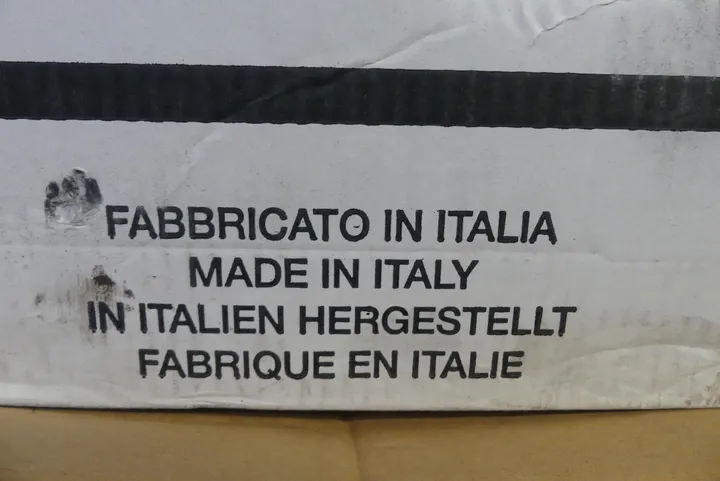 FABBRICATO IN ITALIA
MADE IN ITALY
IN ITALIEN HERGESTELLT
FABRIQUE EN ITALIE